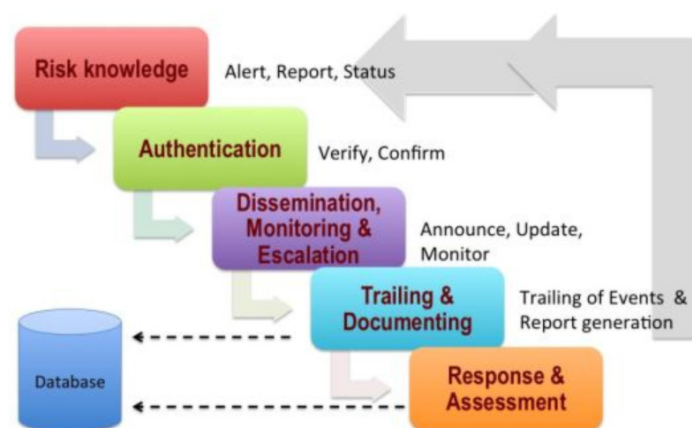 Risk knowledge
Alert, Report, Status
Authentication
Verify, Confirm
Dissemination,
Monitoring &
Escalation
Announce, Update,
Monitor
Trailing &
Documenting
Trailing of Events &
Report generation
Database
Response &
Assessment